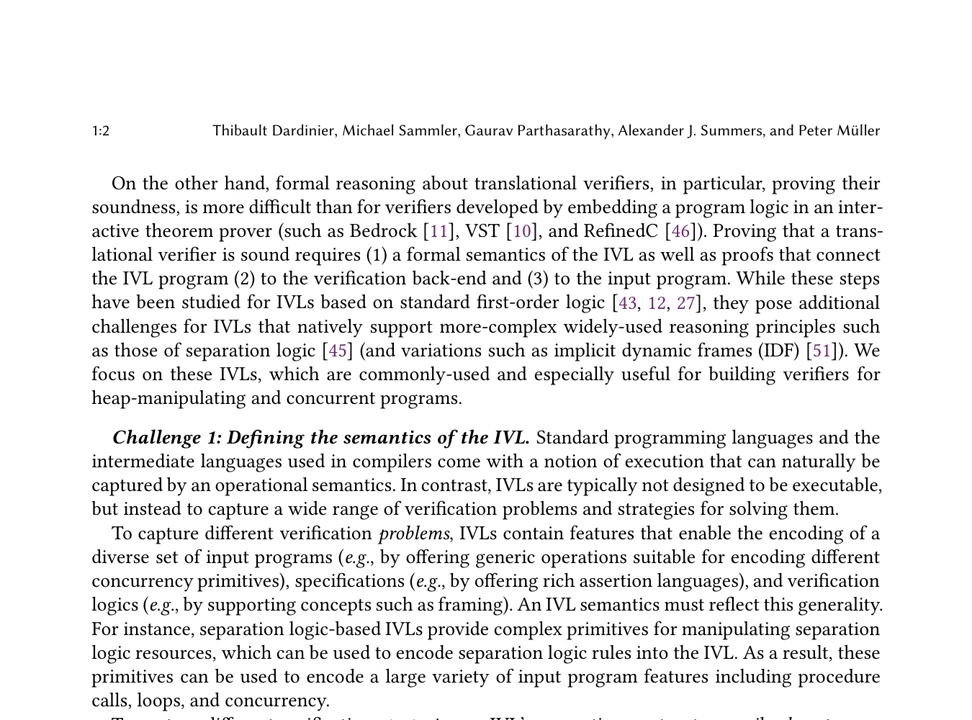 1:2 Thibault Dardinier, Michael Sammler, Gaurav Parthasarathy, Alexander J. Summers, and Peter Müller
On the other hand, formal reasoning about translational verifiers, in particular, proving their
soundness, is more difficult than for verifiers developed by embedding a program logic in an inter-
active theorem prover (such as Bedrock [11], VST [10], and RefinedC [46]). Proving that a trans-
lational verifier is sound requires (1) a formal semantics of the IVL as well as proofs that connect
the IVL program (2) to the verification back-end and (3) to the input program. While these steps
have been studied for IVLs based on standard first-order logic [43, 12, 27], they pose additional
challenges for IVLs that natively support more-complex widely-used reasoning principles such
as those of separation logic [45] (and variations such as implicit dynamic frames (IDF) [51]). We
focus on these IVLs, which are commonly-used and especially useful for building verifiers for
heap-manipulating and concurrent programs.
Challenge 1: Defining the semantics of the IVL. Standard programming languages and the
intermediate languages used in compilers come with a notion of execution that can naturally be
captured by an operational semantics. In contrast, IVLs are typically not designed to be executable,
but instead to capture a wide range of verification problems and strategies for solving them.
To capture different verification problems, IVLs contain features that enable the encoding of a
diverse set of input programs (e.g., by offering generic operations suitable for encoding different
concurrency primitives), specifications (e.g., by offering rich assertion languages), and verification
logics (e.g., by supporting concepts such as framing). An IVL semantics must reflect this generality.
For instance, separation logic-based IVLs provide complex primitives for manipulating separation
logic resources, which can be used to encode separation logic rules into the IVL. As a result, these
primitives can be used to encode a large variety of input program features including procedure
calls, loops, and concurrency.